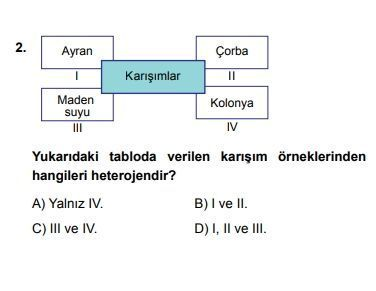 2.
Ayran
Çorba
I
Karışımlar
II
Maden
suyu
Kolonya
III
IV
Yukarıdaki tabloda verilen karışım örneklerinden
hangileri heterojendir?
A) Yalnız IV.
B) I ve II.
C) III ve IV.
D) I, II ve III.